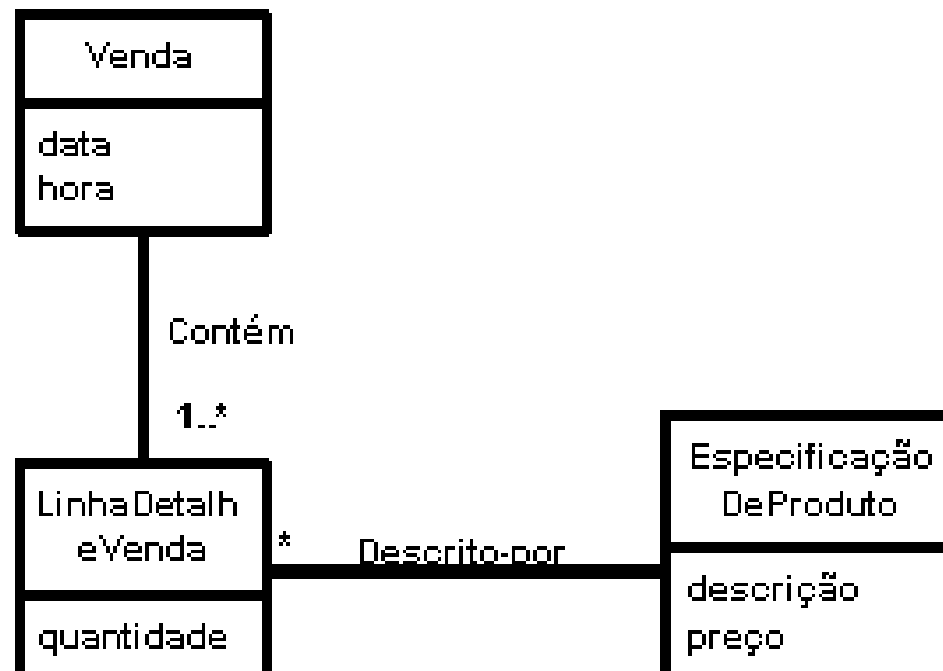 Venda
data
hora
Contém
1..*
LinhaDetalh
eVenda
quantidade
*
Descrito-por
Especificação
DeProduto
descrição
preço